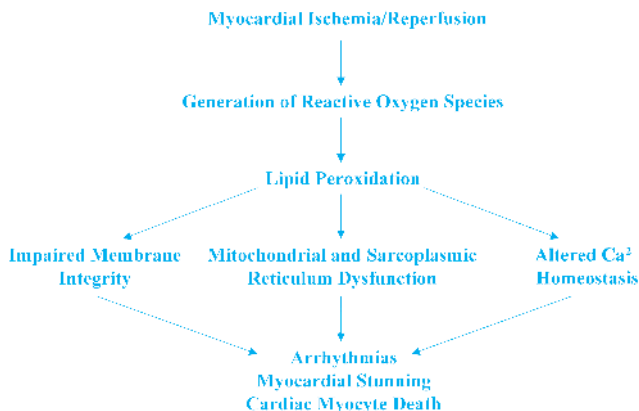 Myocardial Ischemia/Reperfusion
Generation of Reactive Oxygen Species
Lipid Peroxidation
Impaired Membrane
Integrity
Mitochondrial and Sarcoplasmic
Reticulum Dysfunction
Altered Ca²
Homeostasis
Arrhythmias
Myocardial Stunning
Cardiac Myocyte Death